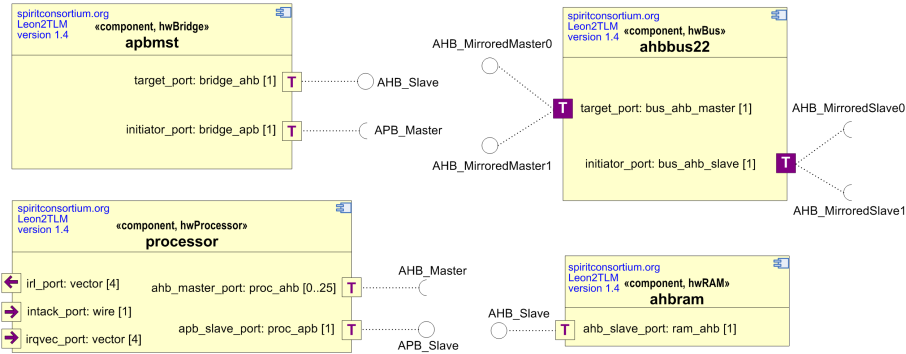 spiritconsortium.org
Leon2TLM
version 1.4
«component, hwBridge»
apbmst
target_port: bridge_ahb [1]
T
AHB_Slave
initiator_port: bridge_apb [1]
T
APB_Master
spiritconsortium.org
Leon2TLM
version 1.4
«component, hwBus»
ahbbus22
AHB_MirroredMaster0
T
target_port: bus_ahb_master [1]
AHB_MirroredMaster1
AHB_MirroredSlave0
initiator_port: bus_ahb_slave [1]
T
AHB_MirroredSlave1
spiritconsortium.org
Leon2TLM
version 1.4
«component, hwProcessor»
processor
irl_port: vector [4]
intack_port: wire [1]
irqvec_port: vector [4]
ahb_master_port: proc_ahb [0..25]
T
AHB_Master
apb_slave_port: proc_apb [1]
T
APB_Slave
spiritconsortium.org
Leon2TLM
version 1.4
«component, hwRAM»
ahbram
AHB_Slave
T
ahb_slave_port: ram_ahb [1]